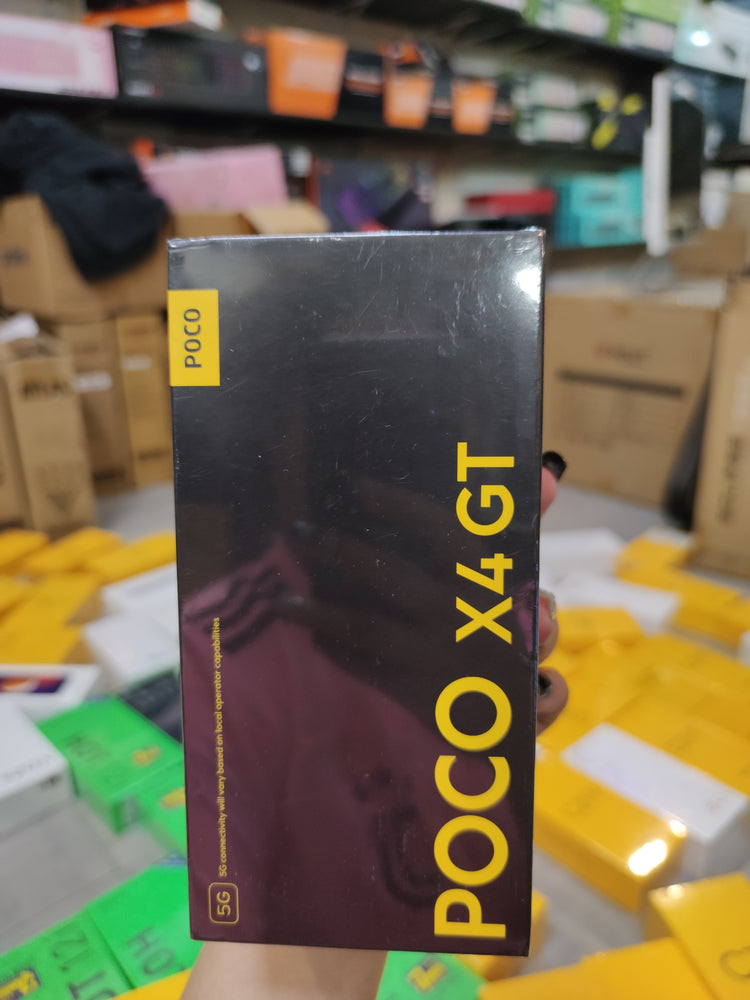 POCO
POCO X4 GT
5G
5G connectivity will vary based on local operator capabilities